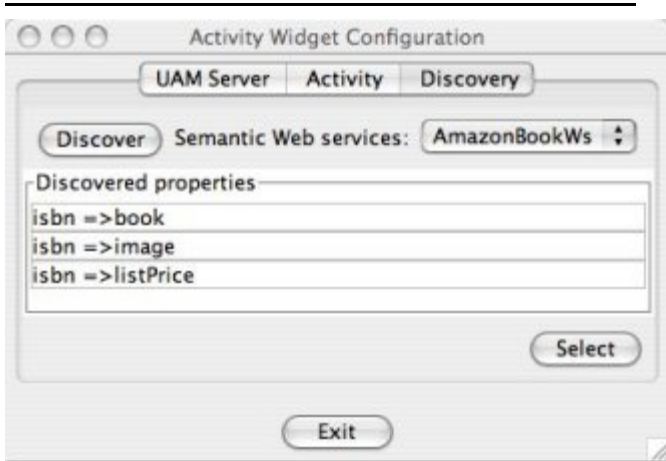 Activity Widget Configuration
UAM Server Activity Discovery
Discover Semantic Web services: AmazonBookWs
Discovered properties
isbn =>book
isbn =>image
isbn =>listPrice
Select
Exit